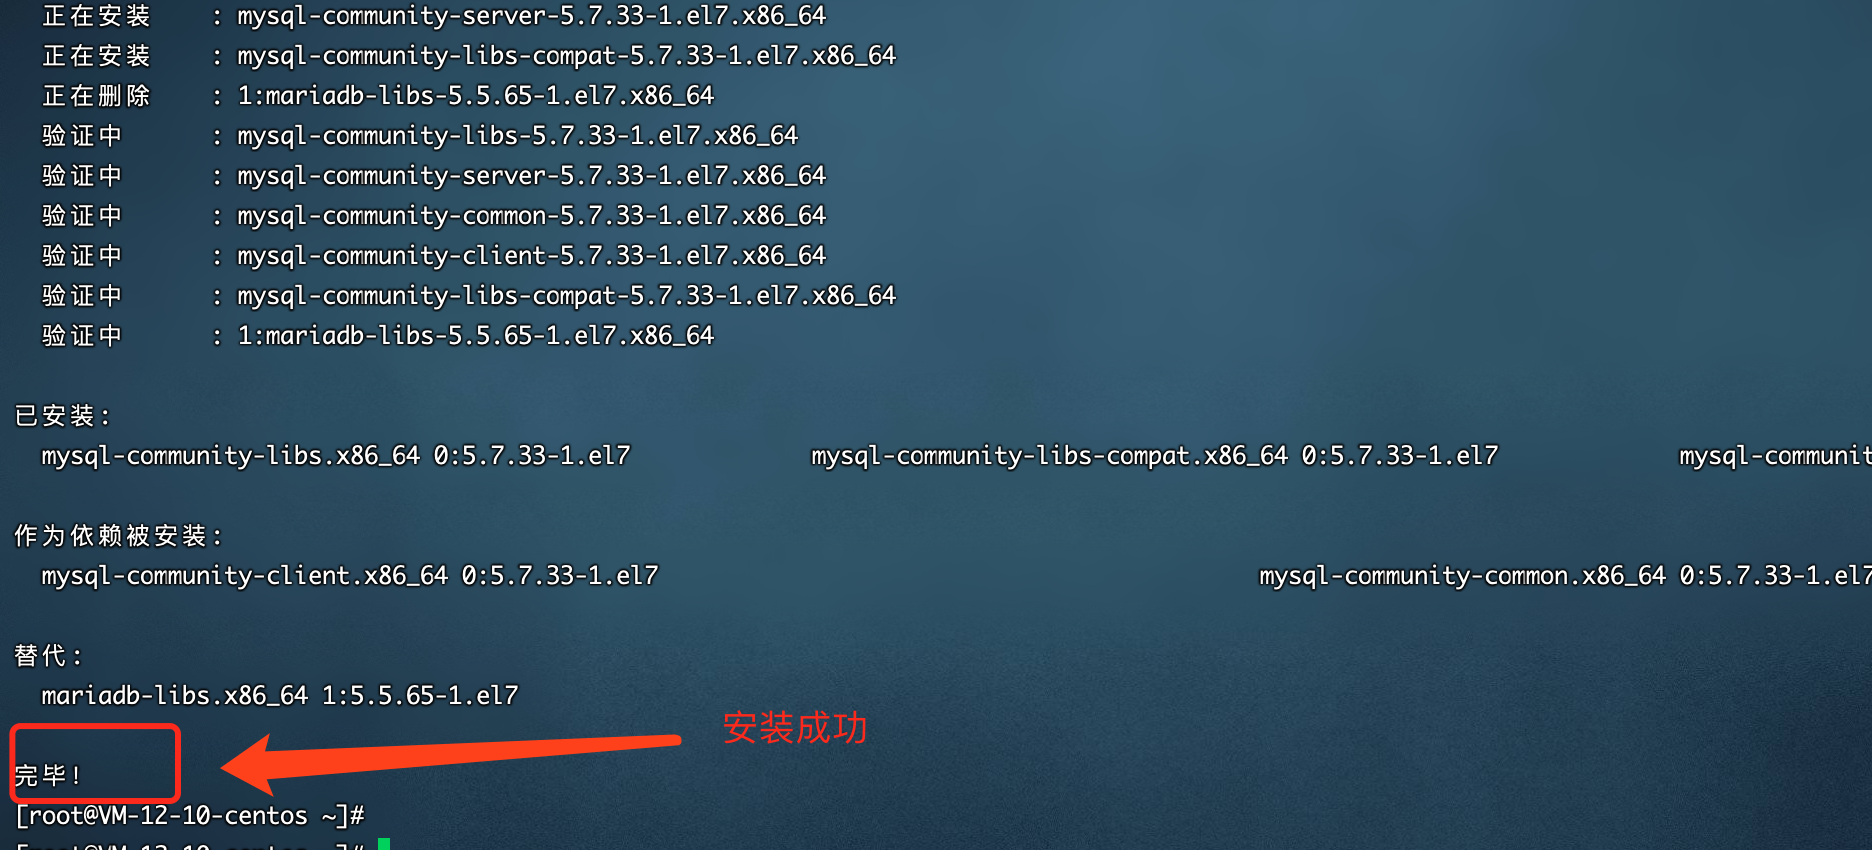 正在安装    : mysql-community-server-5.7.33-1.el7.x86_64
正在安装    : mysql-community-libs-compat-5.7.33-1.el7.x86_64
正在删除    : 1:mariadb-libs-5.5.65-1.el7.x86_64
验证中      : mysql-community-libs-5.7.33-1.el7.x86_64
验证中      : mysql-community-server-5.7.33-1.el7.x86_64
验证中      : mysql-community-common-5.7.33-1.el7.x86_64
验证中      : mysql-community-client-5.7.33-1.el7.x86_64
验证中      : mysql-community-libs-compat-5.7.33-1.el7.x86_64
验证中      : 1:mariadb-libs-5.5.65-1.el7.x86_64
已安装:
mysql-community-libs.x86_64 0:5.7.33-1.el7    mysql-community-libs-compat.x86_64 0:5.7.33-1.el7    mysql-communit
作为依赖被安装:
mysql-community-client.x86_64 0:5.7.33-1.el7    mysql-community-common.x86_64 0:5.7.33-1.el7
替代:
mariadb-libs.x86_64 1:5.5.65-1.el7
安装成功
完毕!
[root@VM-12-10-centos ~]#
[root@VM-12-10-centos ~]#